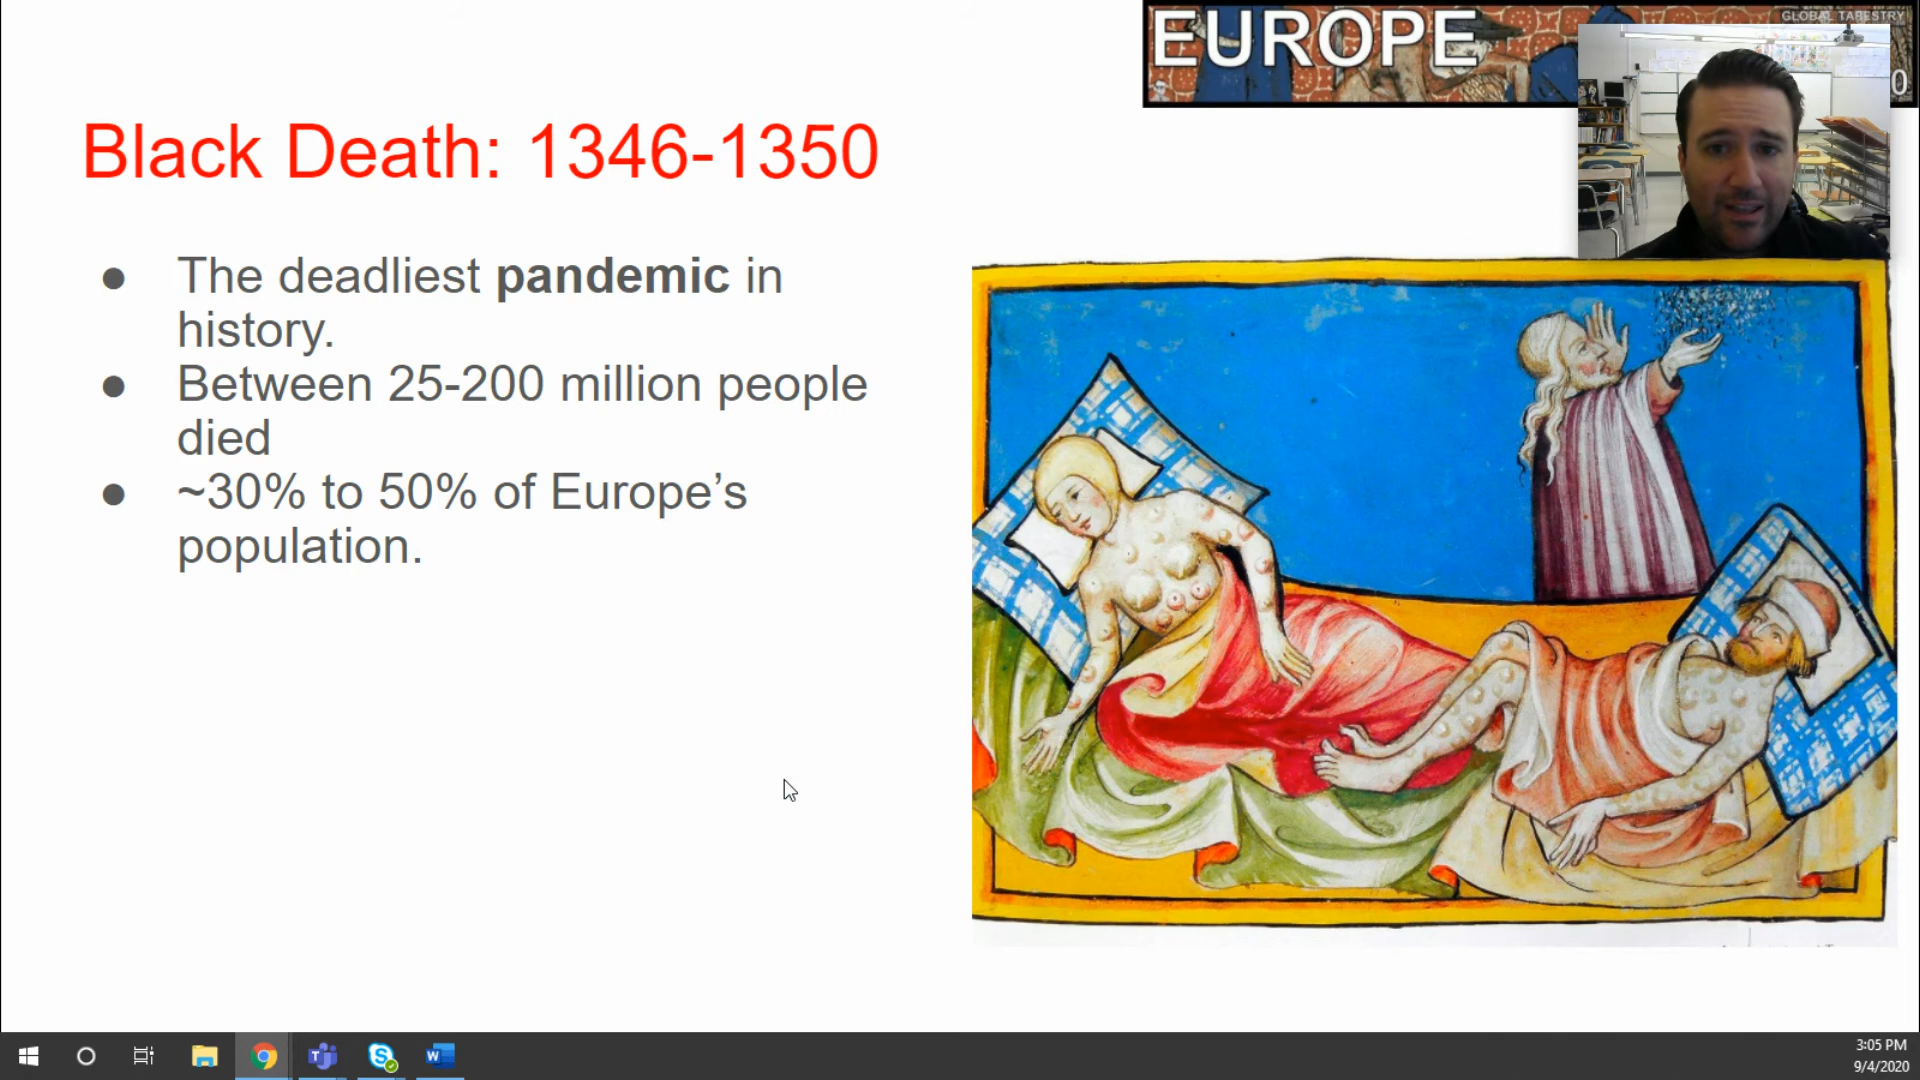 EUROPE
GLOBAL TAPESTRY
0
Black Death: 1346-1350
● The deadliest pandemic in
history.
● Between 25-200 million people
died
● ~30% to 50% of Europe’s
population.
3:05 PM
9/4/2020